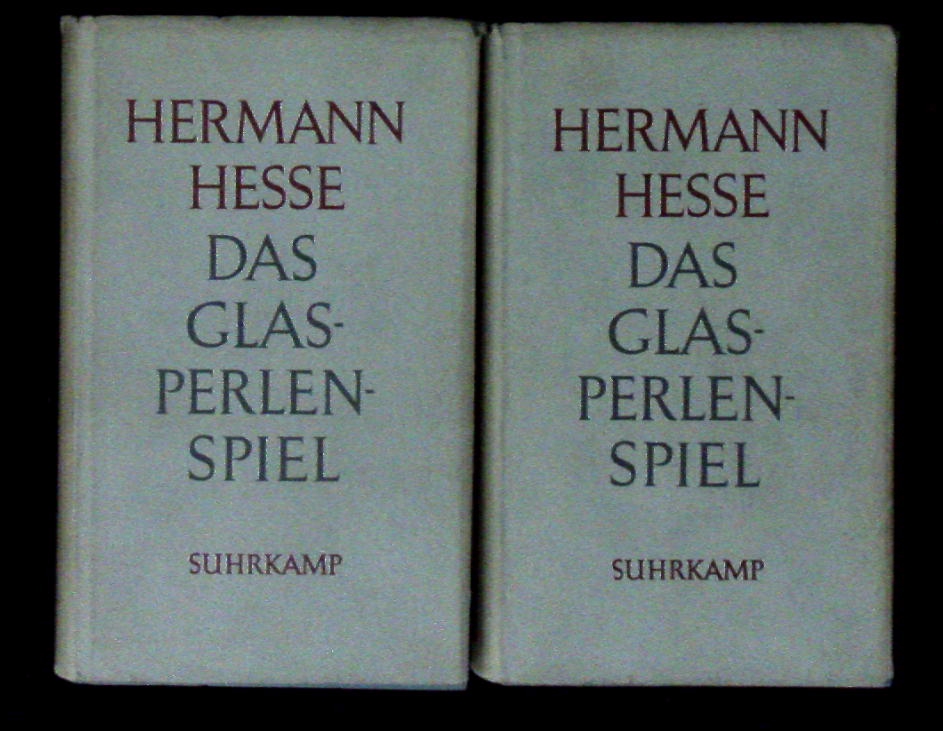 HERMANN
HESSE
DAS
GLAS-
PERLEN-
SPIEL
SUHRKAMP
HERMANN
HESSE
DAS
GLAS-
PERLEN-
SPIEL
SUHRKAMP